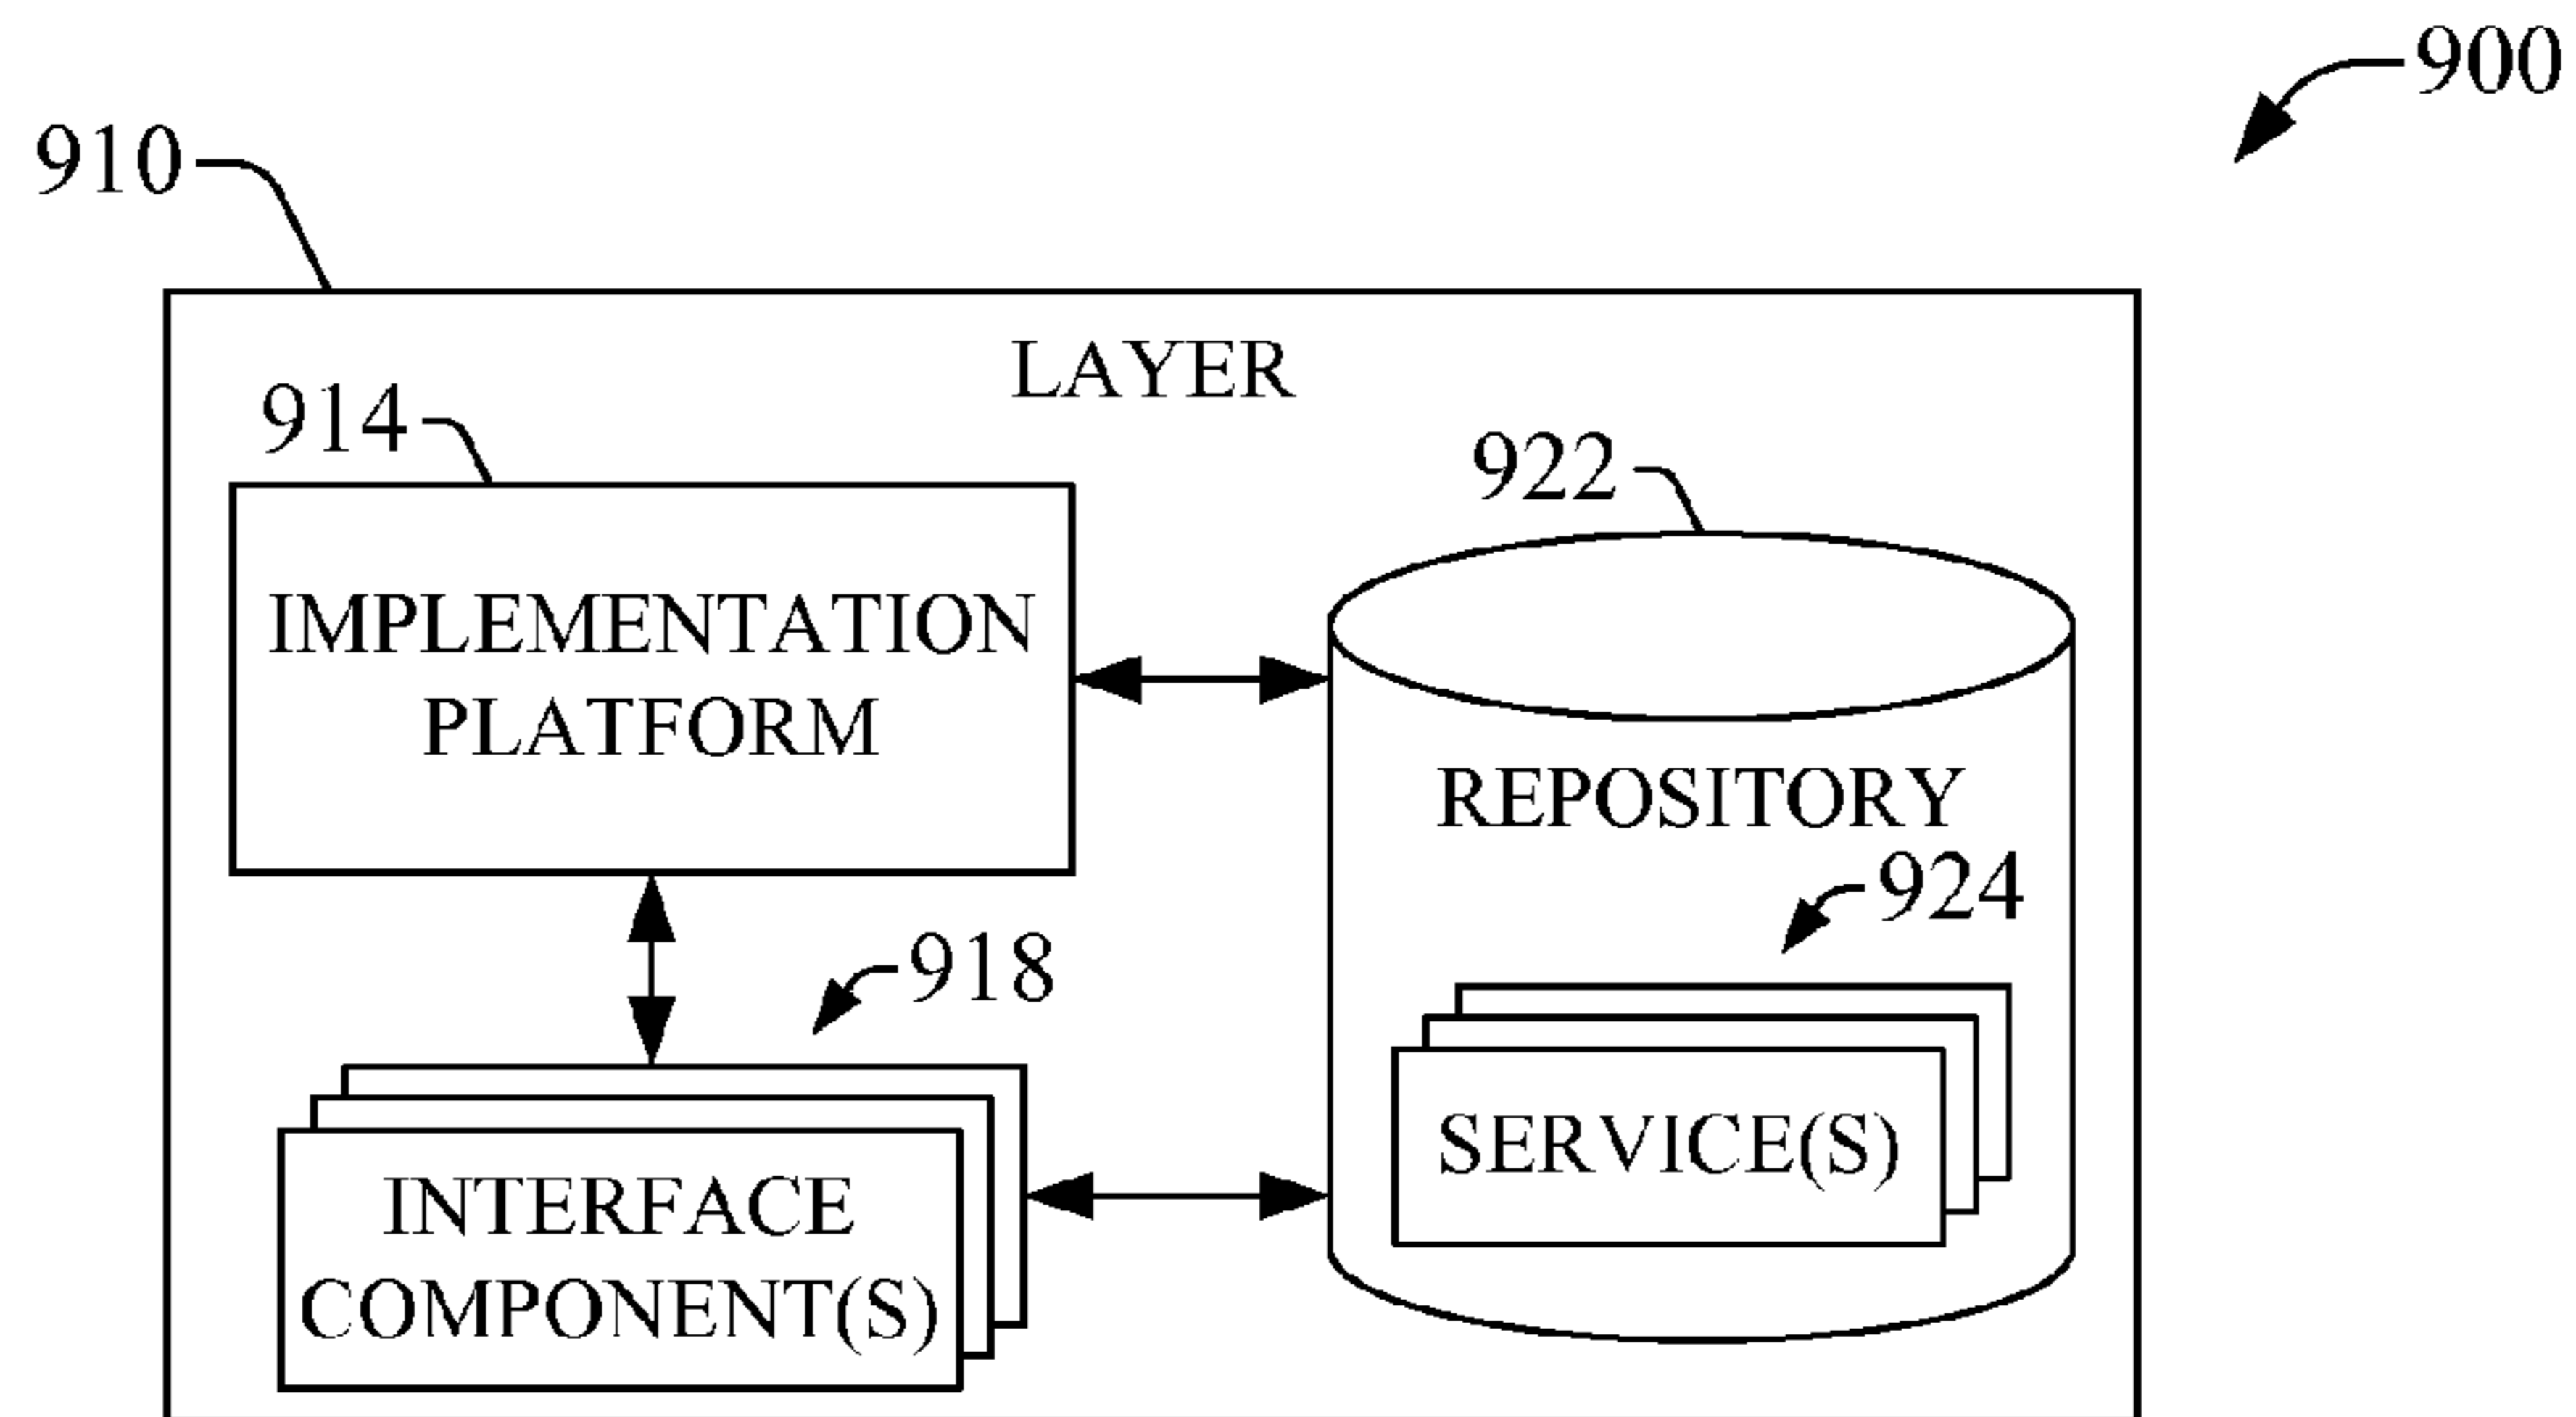 900
910
LAYER
914
922
IMPLEMENTATION
PLATFORM
REPOSITORY
924
918
SERVICE(S)
INTERFACE
COMPONENT(S)